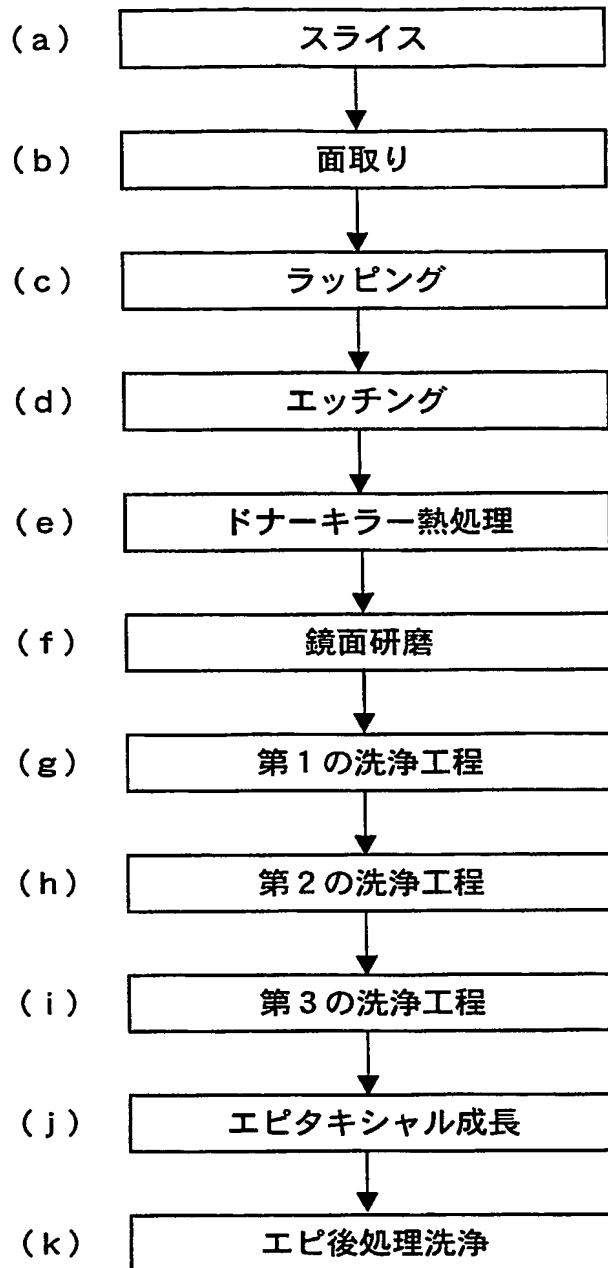 (a) スライス
(b) 面取り
(c) ラッピング
(d) エッチング
(e) ドナーキラー熱処理
(f) 鏡面研磨
(g) 第1の洗浄工程
(h) 第2の洗浄工程
(i) 第3の洗浄工程
(j) エピタキシャル成長
(k) エピ後処理洗浄